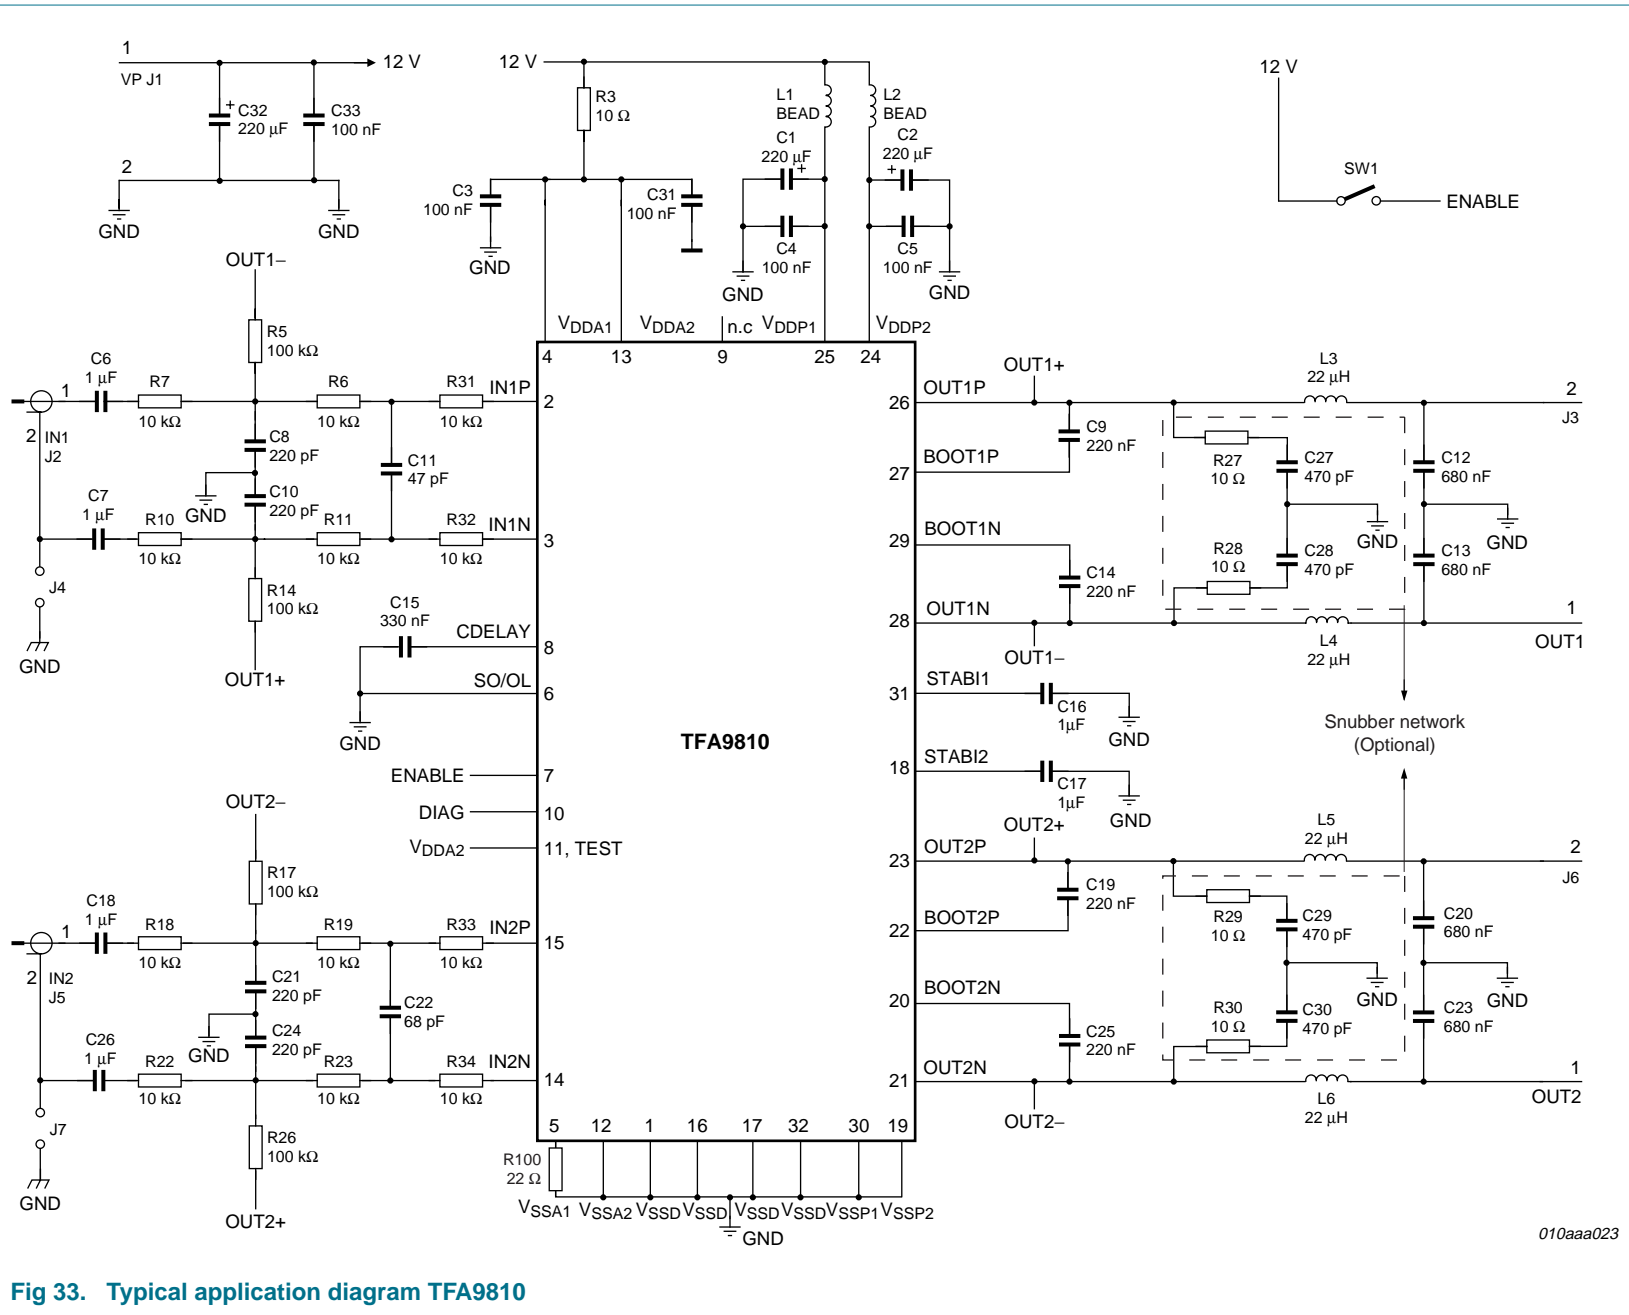 1
VP J1
12 V
+ C32
220 µF
C33
100 nF
2
GND
GND
12 V
R3
10 Ω
L1
BEAD
L2
BEAD
C1
220 µF
+
C2
220 µF
+
C3
100 nF
C31
100 nF
C4
100 nF
C5
100 nF
GND
GND
GND
12 V
SW1
ENABLE
OUT1−
R5
100 kΩ
C6
1 µF
R7
10 kΩ
R6
10 kΩ
R31
10 kΩ
IN1P
1
2 IN1
J2
C8
220 pF
GND
C10
220 pF
C11
47 pF
C7
1 µF
R10
10 kΩ
R11
10 kΩ
R32
10 kΩ
IN1N
J4
GND
R14
100 kΩ
OUT1+
C15
330 nF
CDELAY
SO/OL
GND
ENABLE
DIAG
VDDA2
OUT2−
R17
100 kΩ
C18
1 µF
R18
10 kΩ
R19
10 kΩ
R33
10 kΩ
IN2P
1
2 IN2
J5
C21
220 pF
GND
C24
220 pF
C22
68 pF
C26
1 µF
R22
10 kΩ
R23
10 kΩ
R34
10 kΩ
IN2N
J7
GND
R26
100 kΩ
OUT2+
VDDA1 VDDA2 n.c VDDP1 VDDP2
4 13 9 25 24
2
3
8
6
7
10
11, TEST
15
14
TFA9810
26
27
29
28
31
18
23
22
20
21
5 12 1 16 17 32 30 19
R100
22 Ω
VSSA1 VSSA2 VSSD VSSD VSSD VSSD VSSP1 VSSP2
GND
OUT1P
OUT1+
C9
220 nF
BOOT1P
BOOT1N
C14
220 nF
OUT1N
OUT1−
L3
22 µH
2
J3
R27
10 Ω
C27
470 pF
C12
680 nF
GND
GND
R28
10 Ω
C28
470 pF
C13
680 nF
L4
22 µH
1
OUT1
STABI1
C16
1µF
GND
STABI2
C17
1µF
GND
Snubber network
(Optional)
OUT2P
OUT2+
C19
220 nF
BOOT2P
BOOT2N
C25
220 nF
OUT2N
OUT2−
L5
22 µH
2
J6
R29
10 Ω
C29
470 pF
C20
680 nF
GND
GND
R30
10 Ω
C30
470 pF
C23
680 nF
L6
22 µH
1
OUT2
010aaa023
Fig 33. Typical application diagram TFA9810